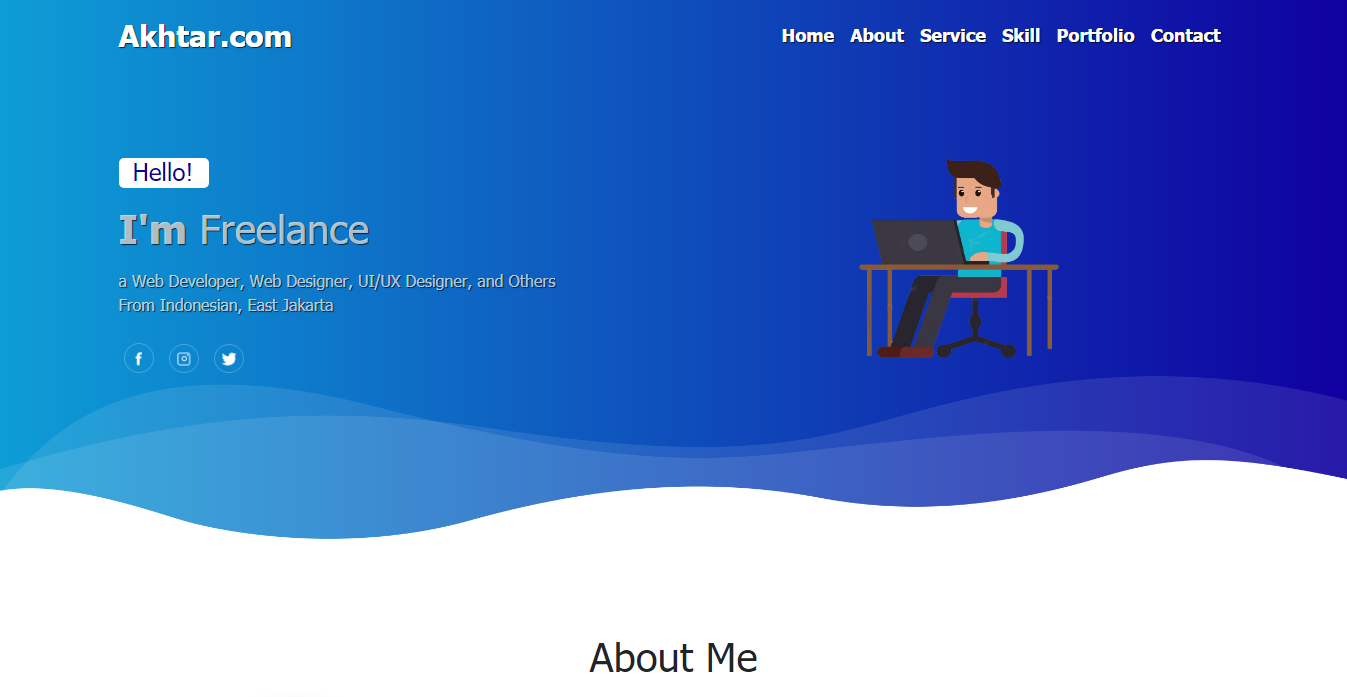 Akhtar.com
Home About Service Skill Portfolio Contact
Hello!
I'm Freelance
a Web Developer, Web Designer, UI/UX Designer, and Others
From Indonesian, East Jakarta
About Me